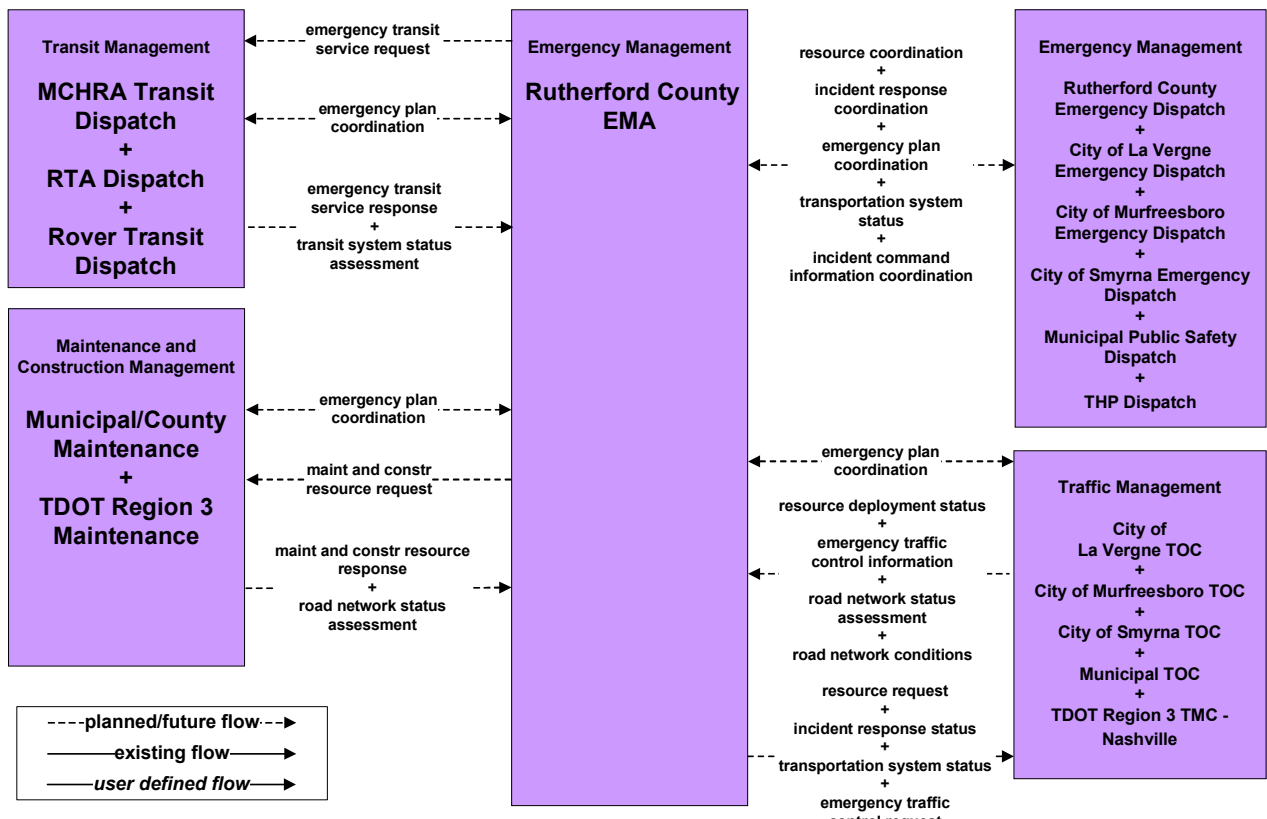 Transit Management
MCHRA Transit
Dispatch
+
RTA Dispatch
+
Rover Transit
Dispatch
emergency transit
service request
emergency plan
coordination
emergency transit
service response
+
transit system status
assessment
Maintenance and
Construction Management
Municipal/County
Maintenance
+
TDOT Region 3
Maintenance
emergency plan
coordination
maint and constr
resource request
maint and constr resource
response
+
road network status
assessment
planned/future flow
existing flow
user defined flow
Emergency Management
Rutherford County
EMA
resource coordination
+
incident response
coordination
+
emergency plan
coordination
+
transportation system
status
+
incident command
information coordination
emergency plan
coordination
resource deployment status
+
emergency traffic
control information
+
road network status
assessment
+
road network conditions
resource request
+
incident response status
+
transportation system status
+
emergency traffic
control request
Emergency Management
Rutherford County
Emergency Dispatch
+
City of La Vergne
Emergency Dispatch
+
City of Murfreesboro
Emergency Dispatch
+
City of Smyrna Emergency
Dispatch
+
Municipal Public Safety
Dispatch
+
THP Dispatch
Traffic Management
City of
La Vergne TOC
+
City of Murfreesboro TOC
+
City of Smyrna TOC
+
Municipal TOC
+
TDOT Region 3 TMC -
Nashville